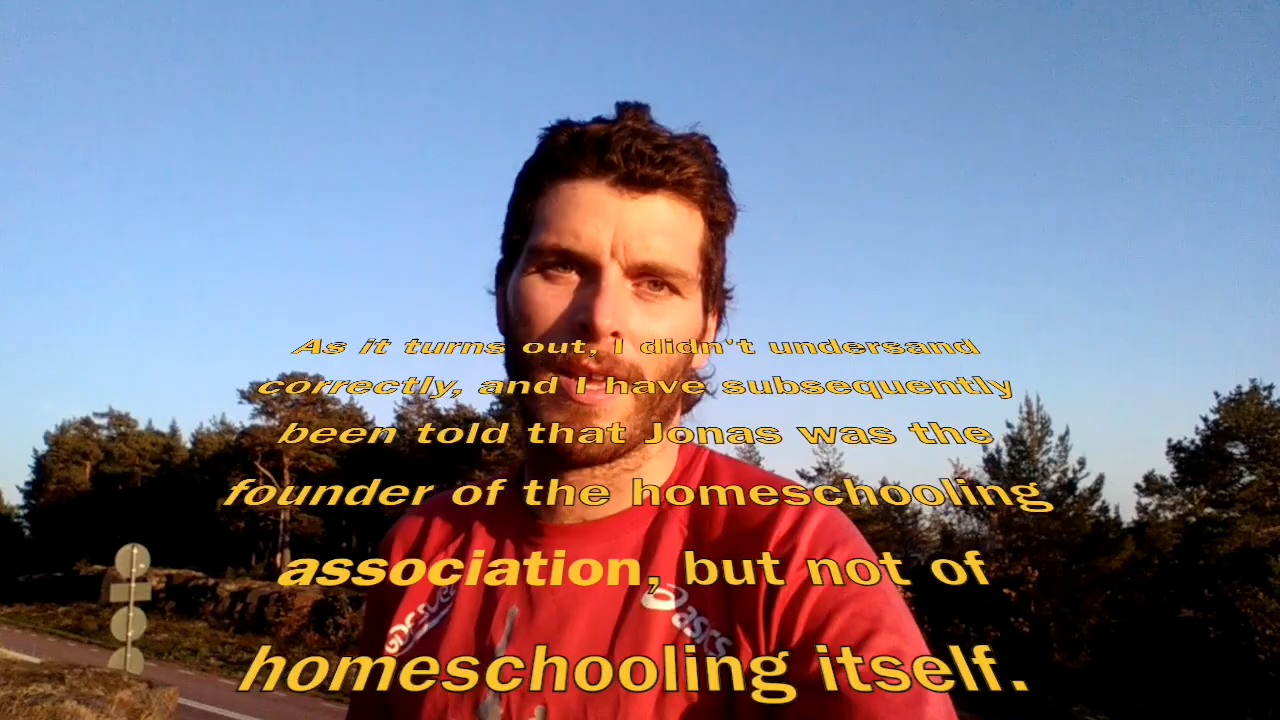 As it turns out, I didn't undersand
correctly, and I have subsequently
been told that Jonas was the
founder of the homeschooling
association, but not of
homeschooling itself.
asics